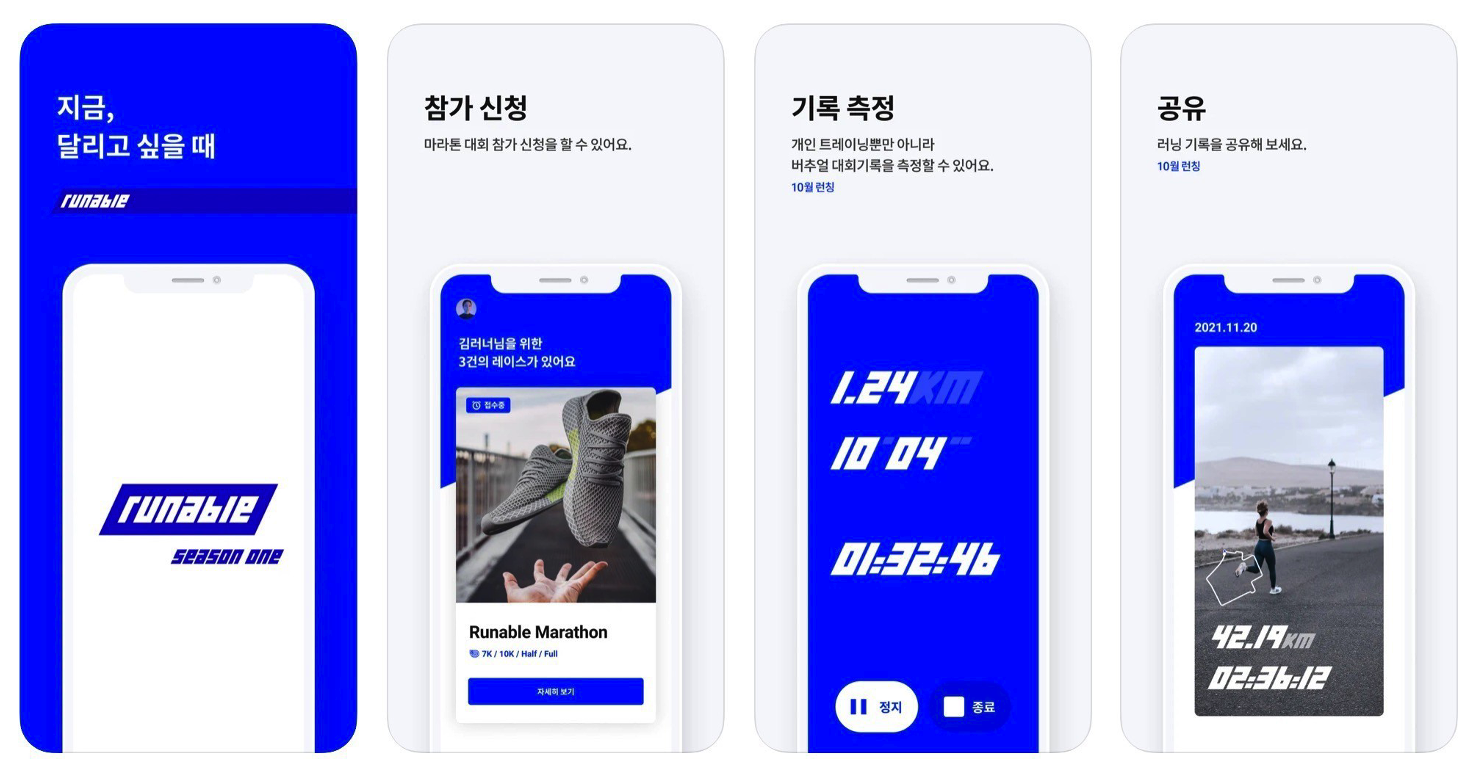 지금,
달리고 싶을 때
runable
runable
season one
참가 신청
마라톤 대회 참가 신청을 할 수 있어요.
김러너님을 위한
3건의 레이스가 있어요
접수중
Runable Marathon
7K / 10K / Half / Full
자세히 보기
기록 측정
개인 트레이닝뿐만 아니라
버추얼 대회기록을 측정할 수 있어요.
10월 런칭
1.24KM
10'04"
01:32:46
정지
종료
공유
러닝 기록을 공유해 보세요.
10월 런칭
2021.11.20
42.19KM
02:36:12